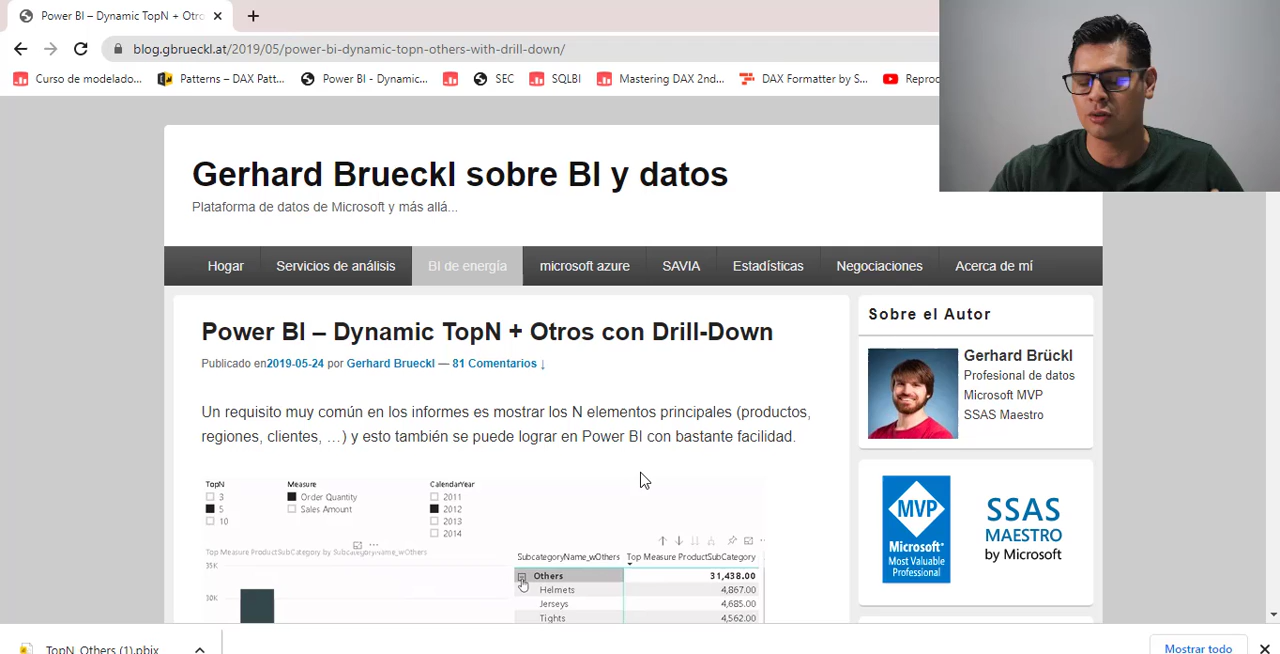 Power BI – Dynamic TopN + Otro
blog.gbrueckl.at/2019/05/power-bi-dynamic-topn-others-with-drill-down/
Curso de modelado... Patterns – DAX Patt... Power BI - Dynamic... SEC SQLBI Mastering DAX 2nd... DAX Formatter by S... Reproc
Gerhard Brueckl sobre BI y datos
Plataforma de datos de Microsoft y más allá...
Hogar Servicios de análisis BI de energía microsoft azure SAVIA Estadísticas Negociaciones Acerca de mí
Power BI – Dynamic TopN + Otros con Drill-Down
Publicado en2019-05-24 por Gerhard Brueckl — 81 Comentarios ↓
Un requisito muy común en los informes es mostrar los N elementos principales (productos,
regiones, clientes, …) y esto también se puede lograr en Power BI con bastante facilidad.
TopN Measure CalendarYear
3 Order Quantity 2011
5 Sales Amount 2012
10 2013
2014
Top Measure ProductSubCategory by SubcategoryName_wOthers
35K
30K
SubcategoryName_wOthers Top Measure ProductSubCategory
Others 31,438.00
Helmets 4,867.00
Jerseys 4,685.00
Tights 4,562.00
Sobre el Autor
Gerhard Brückl
Profesional de datos
Microsoft MVP
SSAS Maestro
MVP
Microsoft®
Most Valuable
Professional
SSAS
MAESTRO
by Microsoft
TopN_Others (1).pbix
Mostrar todo